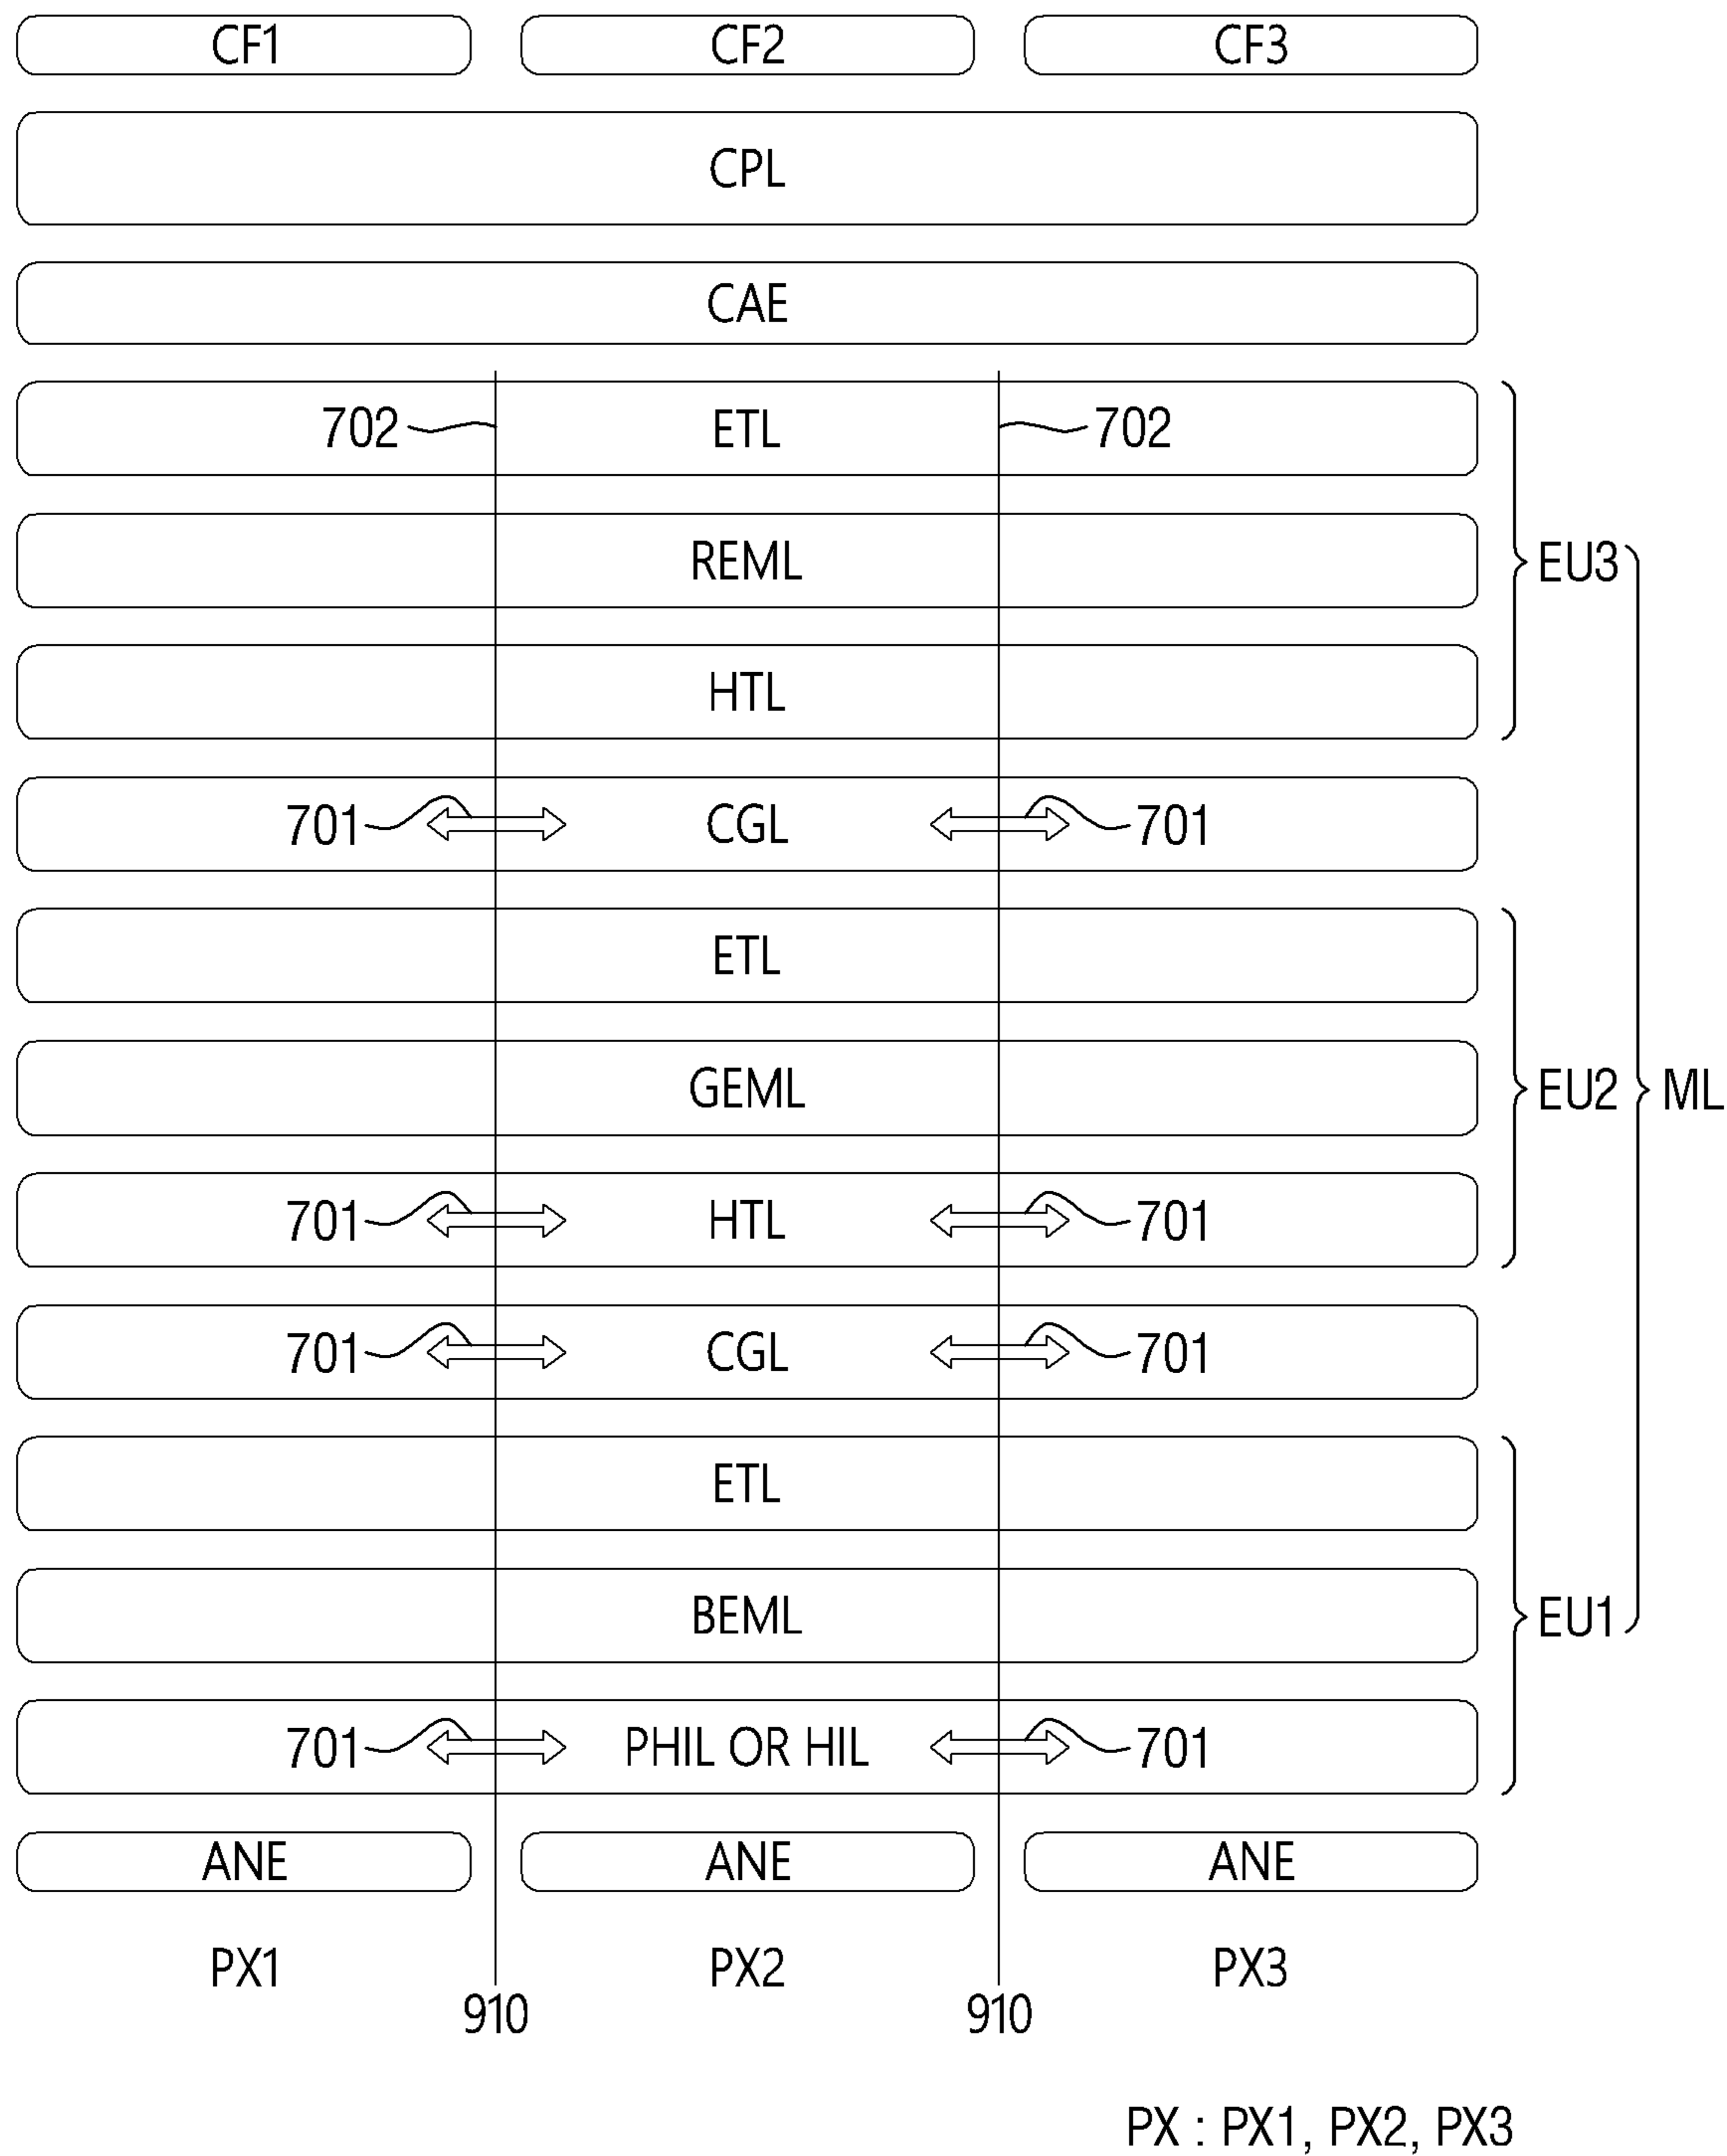 CF1 CF2 CF3
CPL
CAE
702 ETL 702
REML EU3
HTL
701 CGL 701
ETL
GEML EU2 ML
701 HTL 701
701 CGL 701
ETL
BEML EU1
701 PHIL OR HIL 701
ANE ANE ANE
PX1 PX2 PX3
910 910
PX : PX1, PX2, PX3